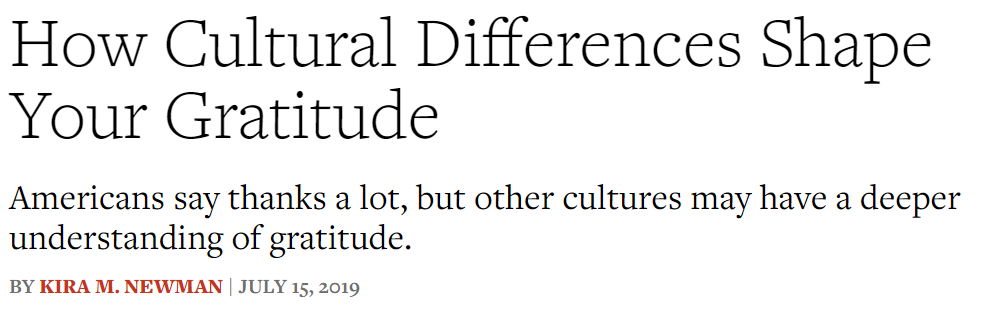 How Cultural Differences Shape
Your Gratitude
Americans say thanks a lot, but other cultures may have a deeper
understanding of gratitude.
BY KIRA M. NEWMAN | JULY 15, 2019